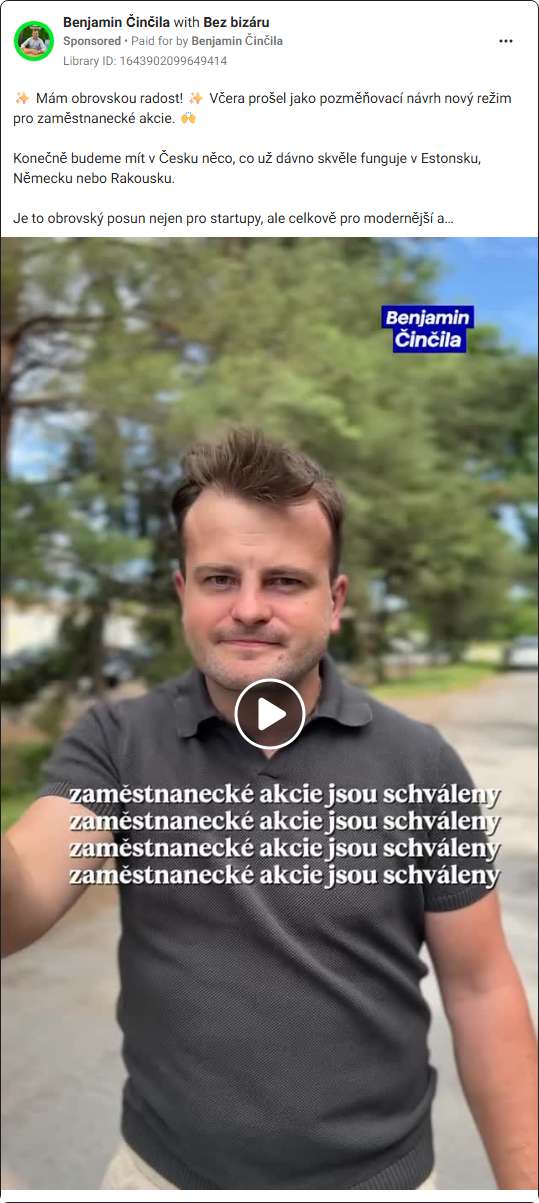 Benjamin Činčila with Bez bizáru
Sponsored • Paid for by Benjamin Činčila
Library ID: 1643902099649414
✨ Mám obrovskou radost! ✨ Včera prošel jako pozměňovací návrh nový režim
pro zaměstnanecké akcie. 🙌
Konečně budeme mít v Česku něco, co už dávno skvěle funguje v Estonsku,
Německu nebo Rakousku.
Je to obrovský posun nejen pro startupy, ale celkově pro modernější a…
Benjamin
Činčila
zaměstnanecké akcie jsou schváleny
zaměstnanecké akcie jsou schváleny
zaměstnanecké akcie jsou schváleny
zaměstnanecké akcie jsou schváleny